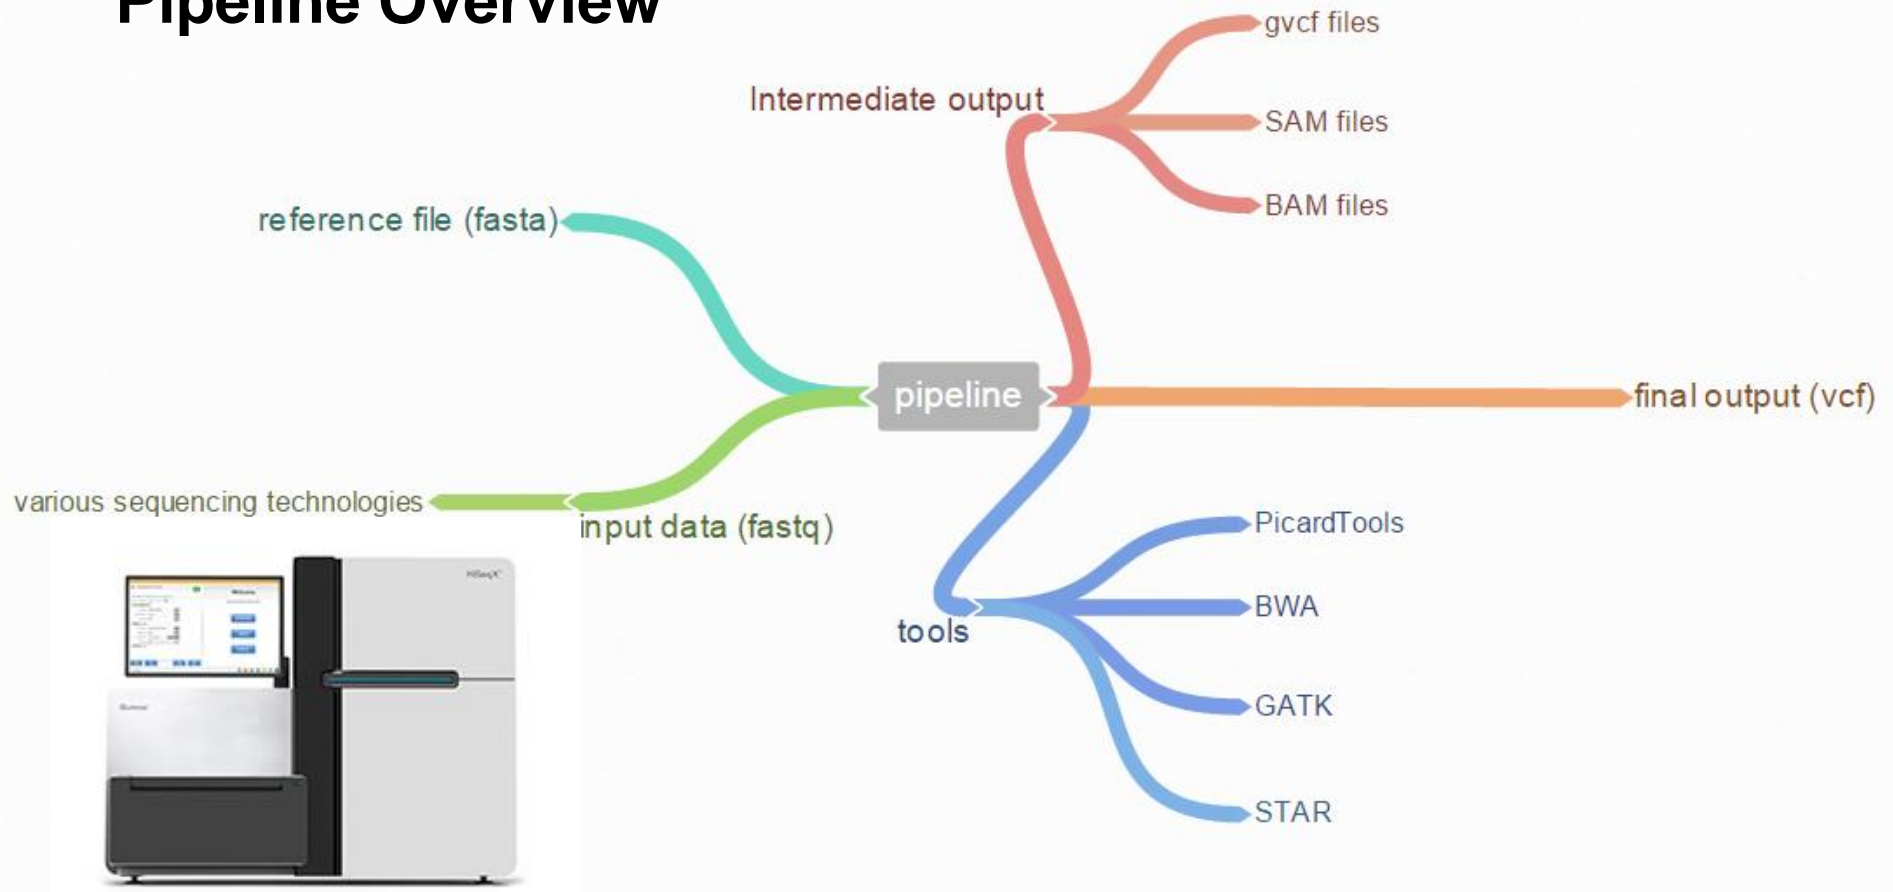 Pipeline Overview
gvcf files
Intermediate output
SAM files
BAM files
reference file (fasta)
pipeline
final output (vcf)
various sequencing technologies
input data (fastq)
PicardTools
BWA
tools
GATK
STAR
HiSeqX